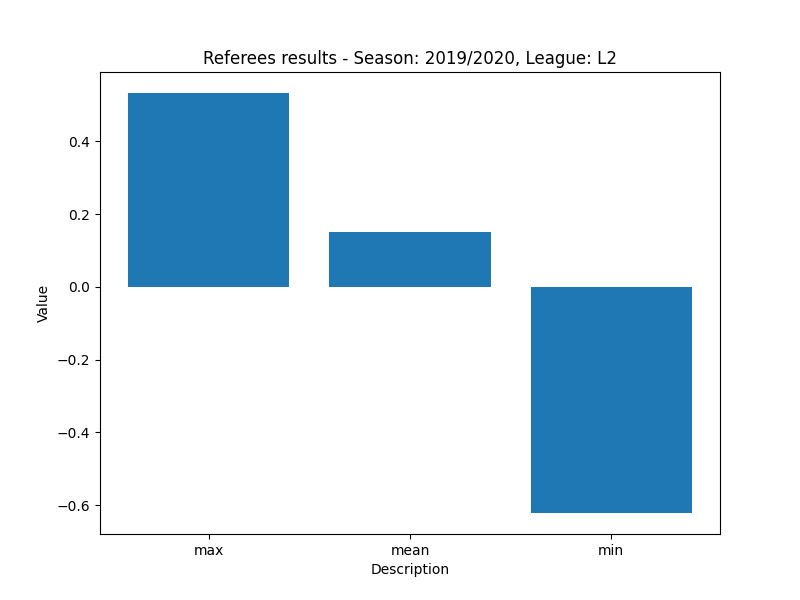 Referees results - Season: 2019/2020, League: L2
0.4
0.2
0.0
−0.2
−0.4
−0.6
Value
max mean min
Description